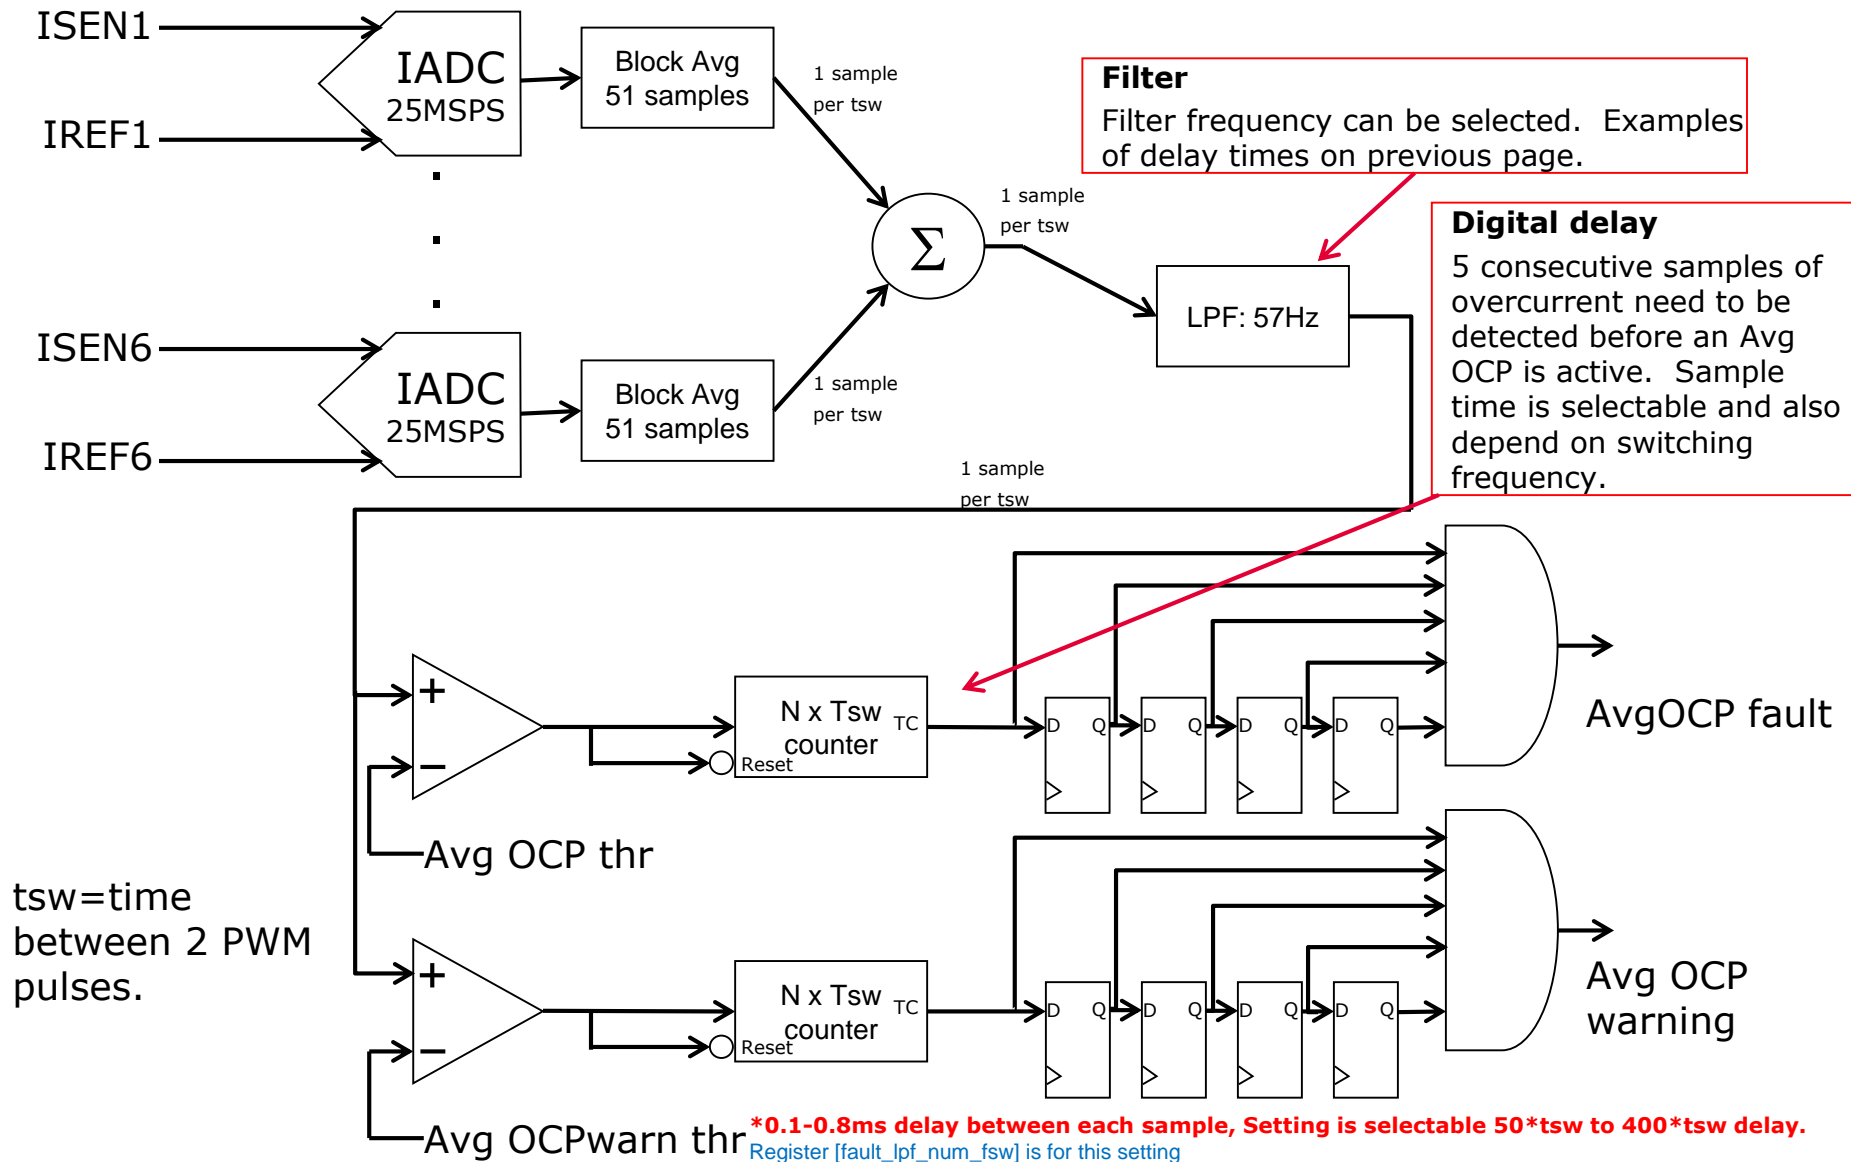 ISEN1
IREF1
IADC
25MSPS
Block Avg
51 samples
1 sample
per tsw
Filter
Filter frequency can be selected.  Examples
of delay times on previous page.
Σ
1 sample
per tsw
Digital delay
5 consecutive samples of
overcurrent need to be
detected before an Avg
OCP is active.  Sample
time is selectable and also
depend on switching
frequency.
LPF: 57Hz
ISEN6
IREF6
IADC
25MSPS
Block Avg
51 samples
1 sample
per tsw
1 sample
per tsw
+
−
N x Tsw
counter
TC
Reset
D Q
D Q
D Q
D Q
AvgOCP fault
Avg OCP thr
tsw=time
between 2 PWM
pulses.
+
−
N x Tsw
counter
TC
Reset
D Q
D Q
D Q
D Q
Avg OCP
warning
Avg OCPwarn thr
*0.1-0.8ms delay between each sample, Setting is selectable 50*tsw to 400*tsw delay.
Register [fault_lpf_num_fsw] is for this setting